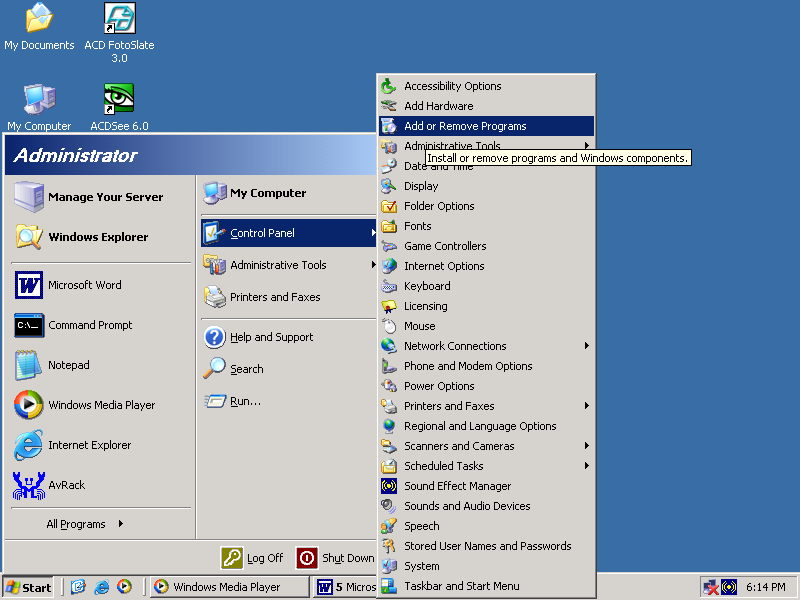 My Documents
ACD FotoSlate
3.0
My Computer
ACDSee 6.0
Administrator
Manage Your Server
Windows Explorer
Microsoft Word
C:\_
Command Prompt
Notepad
Windows Media Player
Internet Explorer
AvRack
All Programs
My Computer
Control Panel
Administrative Tools
Printers and Faxes
Help and Support
Search
Run...
Log Off
Shut Down
Accessibility Options
Add Hardware
Add or Remove Programs
Administrative Tools
Install or remove programs and Windows components.
Date and Time
Display
Folder Options
Fonts
Game Controllers
Internet Options
Keyboard
Licensing
Mouse
Network Connections
Phone and Modem Options
Power Options
Printers and Faxes
Regional and Language Options
Scanners and Cameras
Scheduled Tasks
Sound Effect Manager
Sounds and Audio Devices
Speech
Stored User Names and Passwords
System
Taskbar and Start Menu
Start
Windows Media Player
5 Micros
6:14 PM